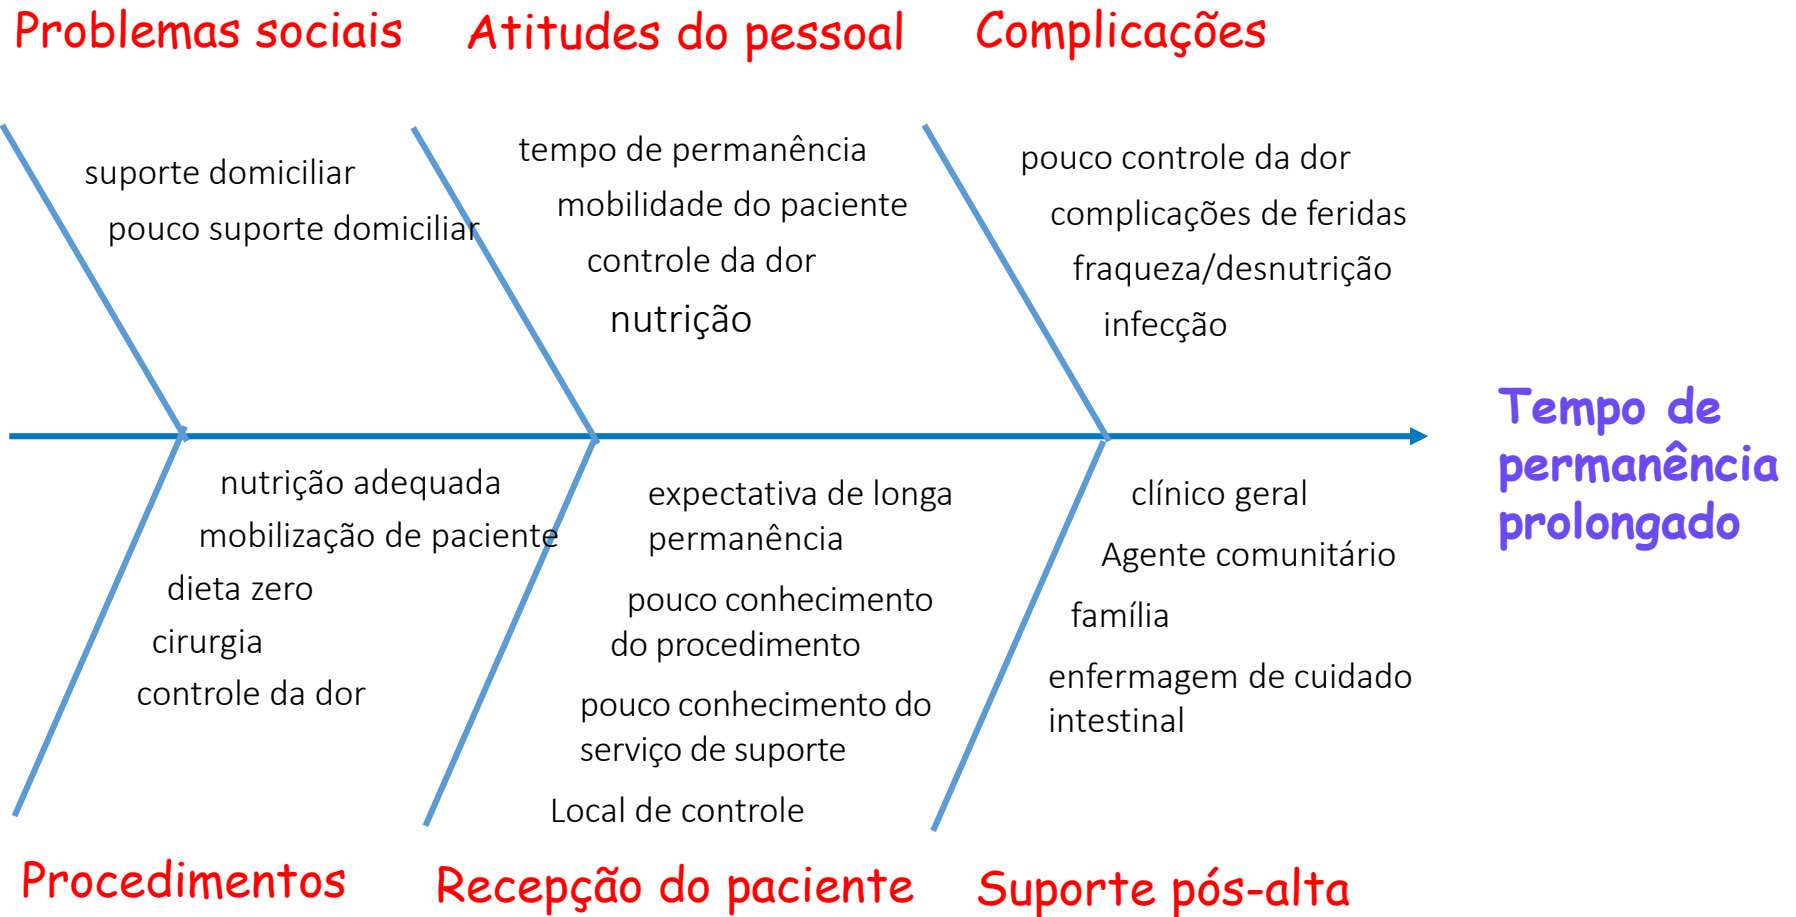 Problemas sociais
Atitudes do pessoal
Complicações
suporte domiciliar
pouco suporte domiciliar
tempo de permanência
mobilidade do paciente
controle da dor
nutrição
pouco controle da dor
complicações de feridas
fraqueza/desnutrição
infecção
Tempo de
permanência
prolongado
nutrição adequada
mobilização de paciente
dieta zero
cirurgia
controle da dor
expectativa de longa
permanência
pouco conhecimento
do procedimento
pouco conhecimento do
serviço de suporte
Local de controle
clínico geral
Agente comunitário
família
enfermagem de cuidado
intestinal
Procedimentos
Recepção do paciente
Suporte pós-alta